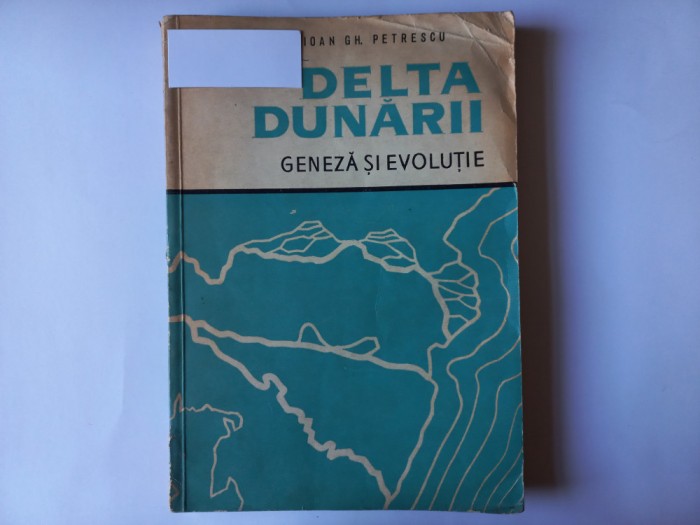 IOAN GH. PETRESCU
DELTA
DUNĂRII
GENEZĂ ȘI EVOLUȚIE